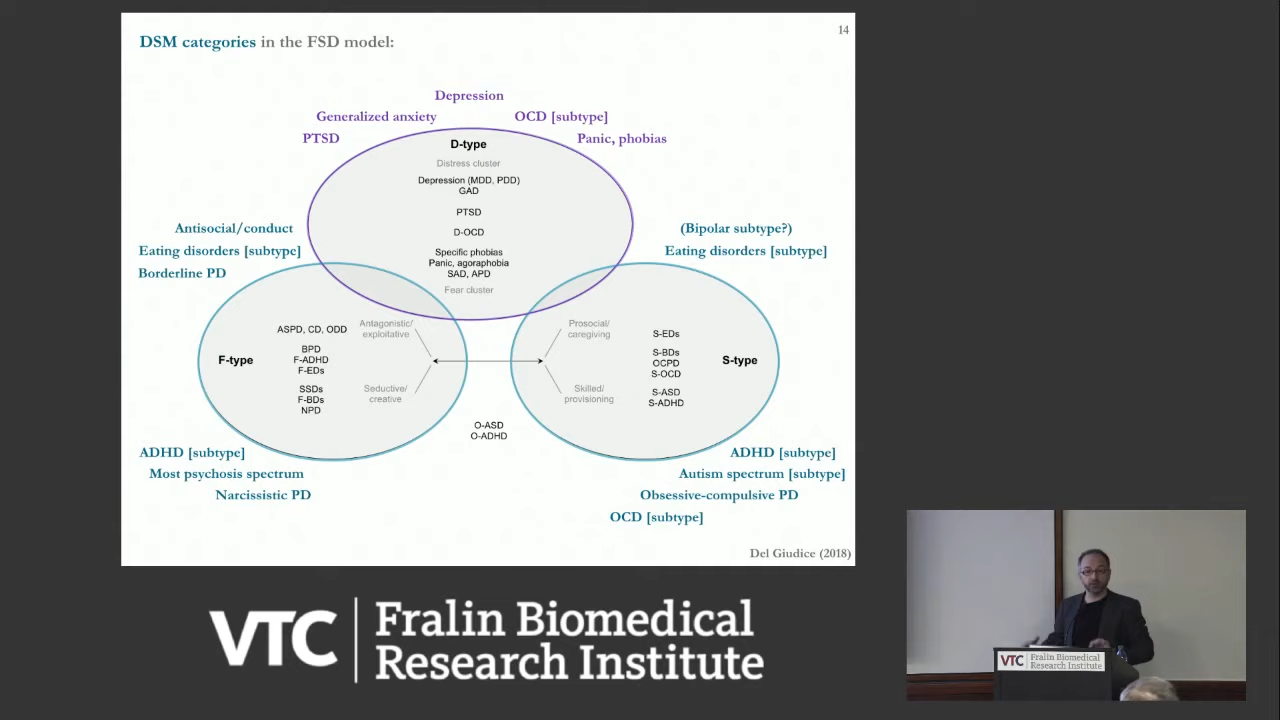 14
DSM categories in the FSD model:
Depression
Generalized anxiety
OCD [subtype]
PTSD
Panic, phobias
D-type
Distress cluster
Depression (MDD, PDD)
GAD
PTSD
D-OCD
Specific phobias
Panic, agoraphobia
SAD, APD
Fear cluster
Antisocial/conduct
Eating disorders [subtype]
Borderline PD
(Bipolar subtype?)
Eating disorders [subtype]
F-type
ASPD, CD, ODD
BPD
F-ADHD
F-EDs
SSDs
F-BDs
NPD
Antagonistic/
exploitative
Seductive/
creative
Prosocial/
caregiving
Skilled/
provisioning
S-EDs
S-BDs
OCPD
S-OCD
S-ASD
S-ADHD
S-type
O-ASD
O-ADHD
ADHD [subtype]
Most psychosis spectrum
Narcissistic PD
ADHD [subtype]
Autism spectrum [subtype]
Obsessive-compulsive PD
OCD [subtype]
Del Giudice (2018)
VTC Fralin Biomedical
Research Institute
VTC Fralin Biomedical
Research Institute